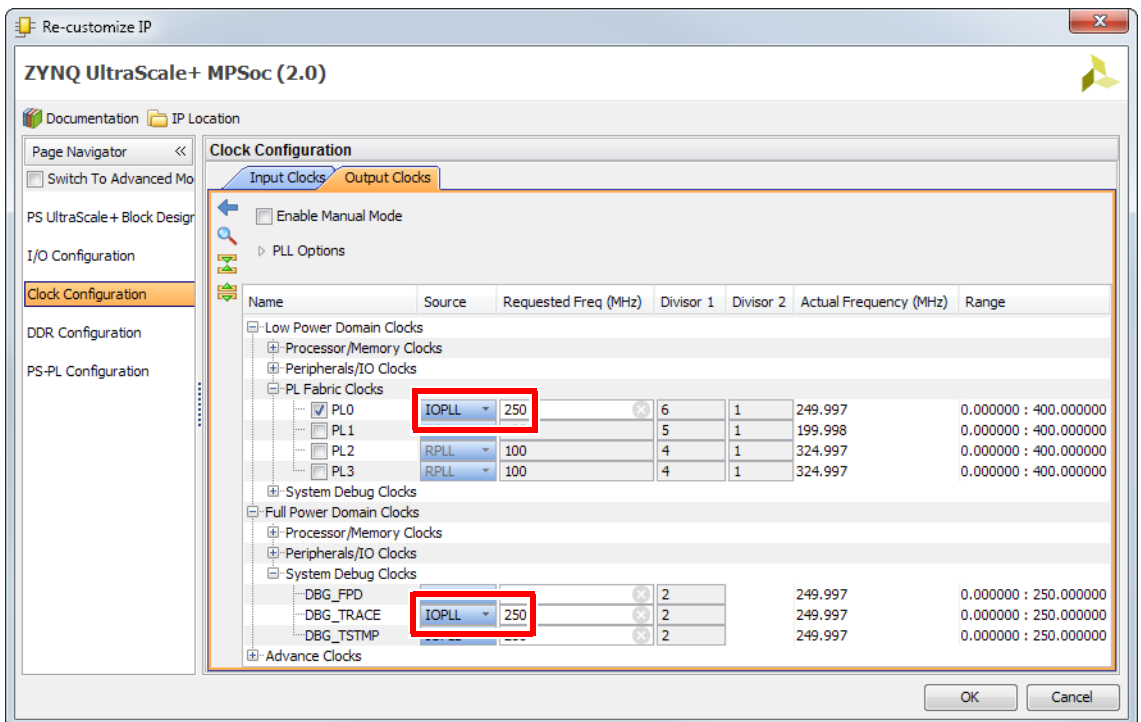 Re-customize IP
ZYNQ UltraScale+ MPSoc (2.0)
Documentation IP Location
Page Navigator «
Switch To Advanced Mo
PS UltraScale+ Block Design
I/O Configuration
Clock Configuration
DDR Configuration
PS-PL Configuration
Clock Configuration
Input Clocks Output Clocks
Enable Manual Mode
PLL Options
Name Source Requested Freq (MHz) Divisor 1 Divisor 2 Actual Frequency (MHz) Range
Low Power Domain Clocks
Processor/Memory Clocks
Peripherals/IO Clocks
PL Fabric Clocks
PL0 IOPLL 250 6 1 249.997 0.000000 : 400.000000
PL1 5 1 199.998 0.000000 : 400.000000
PL2 RPLL 100 4 1 324.997 0.000000 : 400.000000
PL3 RPLL 100 4 1 324.997 0.000000 : 400.000000
System Debug Clocks
Full Power Domain Clocks
Processor/Memory Clocks
Peripherals/IO Clocks
System Debug Clocks
DBG_FPD 2 249.997 0.000000 : 250.000000
DBG_TRACE IOPLL 250 2 249.997 0.000000 : 250.000000
DBG_TSTMP 2 249.997 0.000000 : 250.000000
Advance Clocks
OK Cancel